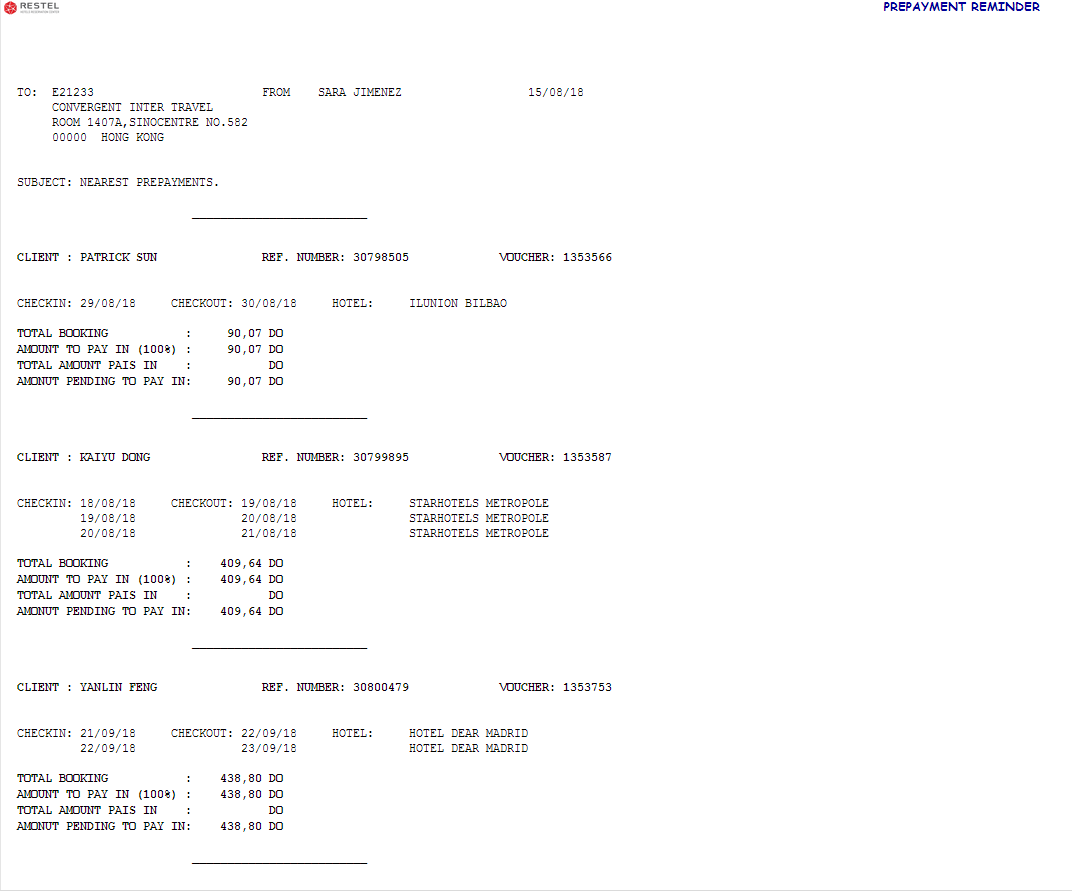 RESTEL
PREPAYMENT REMINDER
TO: E21233 FROM SARA JIMENEZ 15/08/18
CONVERGENT INTER TRAVEL
ROOM 1407A,SINOCENTRE NO.582
00000 HONG KONG
SUBJECT: NEAREST PREPAYMENTS.
CLIENT : PATRICK SUN REF. NUMBER: 30798505 VOUCHER: 1353566
CHECKIN: 29/08/18 CHECKOUT: 30/08/18 HOTEL: ILUNION BILBAO
TOTAL BOOKING : 90,07 DO
AMOUNT TO PAY IN (100%) : 90,07 DO
TOTAL AMOUNT PAIS IN : DO
AMONUT PENDING TO PAY IN: 90,07 DO
CLIENT : KAIYU DONG REF. NUMBER: 30799895 VOUCHER: 1353587
CHECKIN: 18/08/18 CHECKOUT: 19/08/18 HOTEL: STARHOTELS METROPOLE
19/08/18 20/08/18 STARHOTELS METROPOLE
20/08/18 21/08/18 STARHOTELS METROPOLE
TOTAL BOOKING : 409,64 DO
AMOUNT TO PAY IN (100%) : 409,64 DO
TOTAL AMOUNT PAIS IN : DO
AMONUT PENDING TO PAY IN: 409,64 DO
CLIENT : YANLIN FENG REF. NUMBER: 30800479 VOUCHER: 1353753
CHECKIN: 21/09/18 CHECKOUT: 22/09/18 HOTEL: HOTEL DEAR MADRID
22/09/18 23/09/18 HOTEL DEAR MADRID
TOTAL BOOKING : 438,80 DO
AMOUNT TO PAY IN (100%) : 438,80 DO
TOTAL AMOUNT PAIS IN : DO
AMONUT PENDING TO PAY IN: 438,80 DO